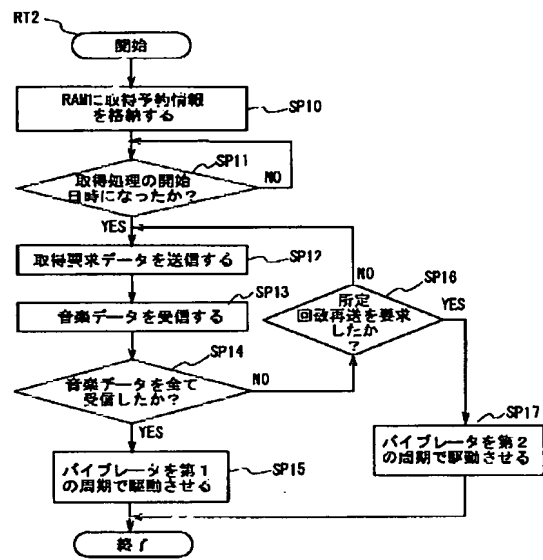 RT2
開始
RAMに取得予約情報
を格納する
SP10
SP11
取得処理の開始
日時になったか?
NO
YES
取得要求データを送信する
SP12
SP13
音楽データを受信する
NO
SP16
所定
回数再送を要求
したか
?
YES
SP14
音楽データを全て
受信したか?
NO
YES
SP17
バイブレータを第2
の周期で駆動させる
バイブレータを第1
の周期で駆動させる
SP15
終了